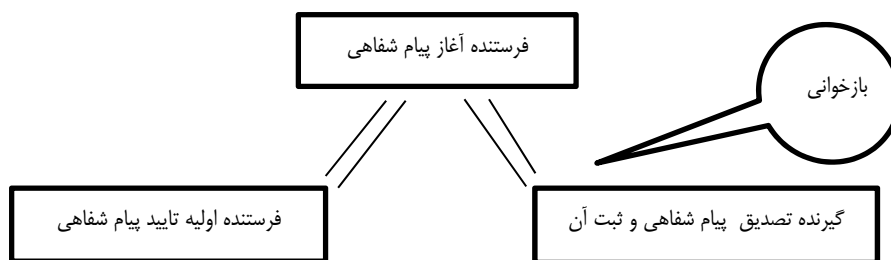 فرستنده آغاز پیام شفاهی
بازخوانی
گیرنده تصدیق پیام شفاهی و ثبت آن
فرستنده اولیه تایید پیام شفاهی